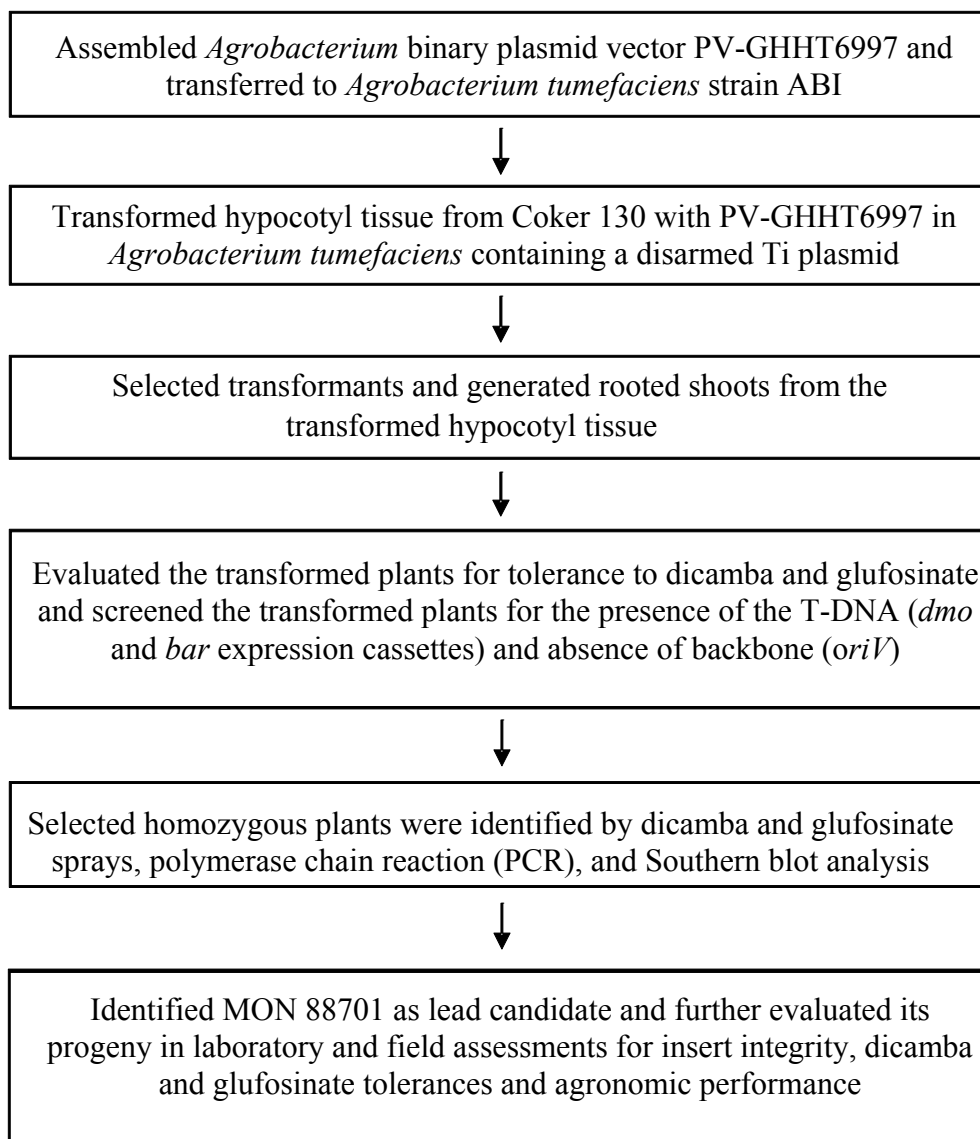 Assembled Agrobacterium binary plasmid vector PV-GHHT6997 and
transferred to Agrobacterium tumefaciens strain ABI
Transformed hypocotyl tissue from Coker 130 with PV-GHHT6997 in
Agrobacterium tumefaciens containing a disarmed Ti plasmid
Selected transformants and generated rooted shoots from the
transformed hypocotyl tissue
Evaluated the transformed plants for tolerance to dicamba and glufosinate
and screened the transformed plants for the presence of the T-DNA (dmo
and bar expression cassettes) and absence of backbone (oriV)
Selected homozygous plants were identified by dicamba and glufosinate
sprays, polymerase chain reaction (PCR), and Southern blot analysis
Identified MON 88701 as lead candidate and further evaluated its
progeny in laboratory and field assessments for insert integrity, dicamba
and glufosinate tolerances and agronomic performance